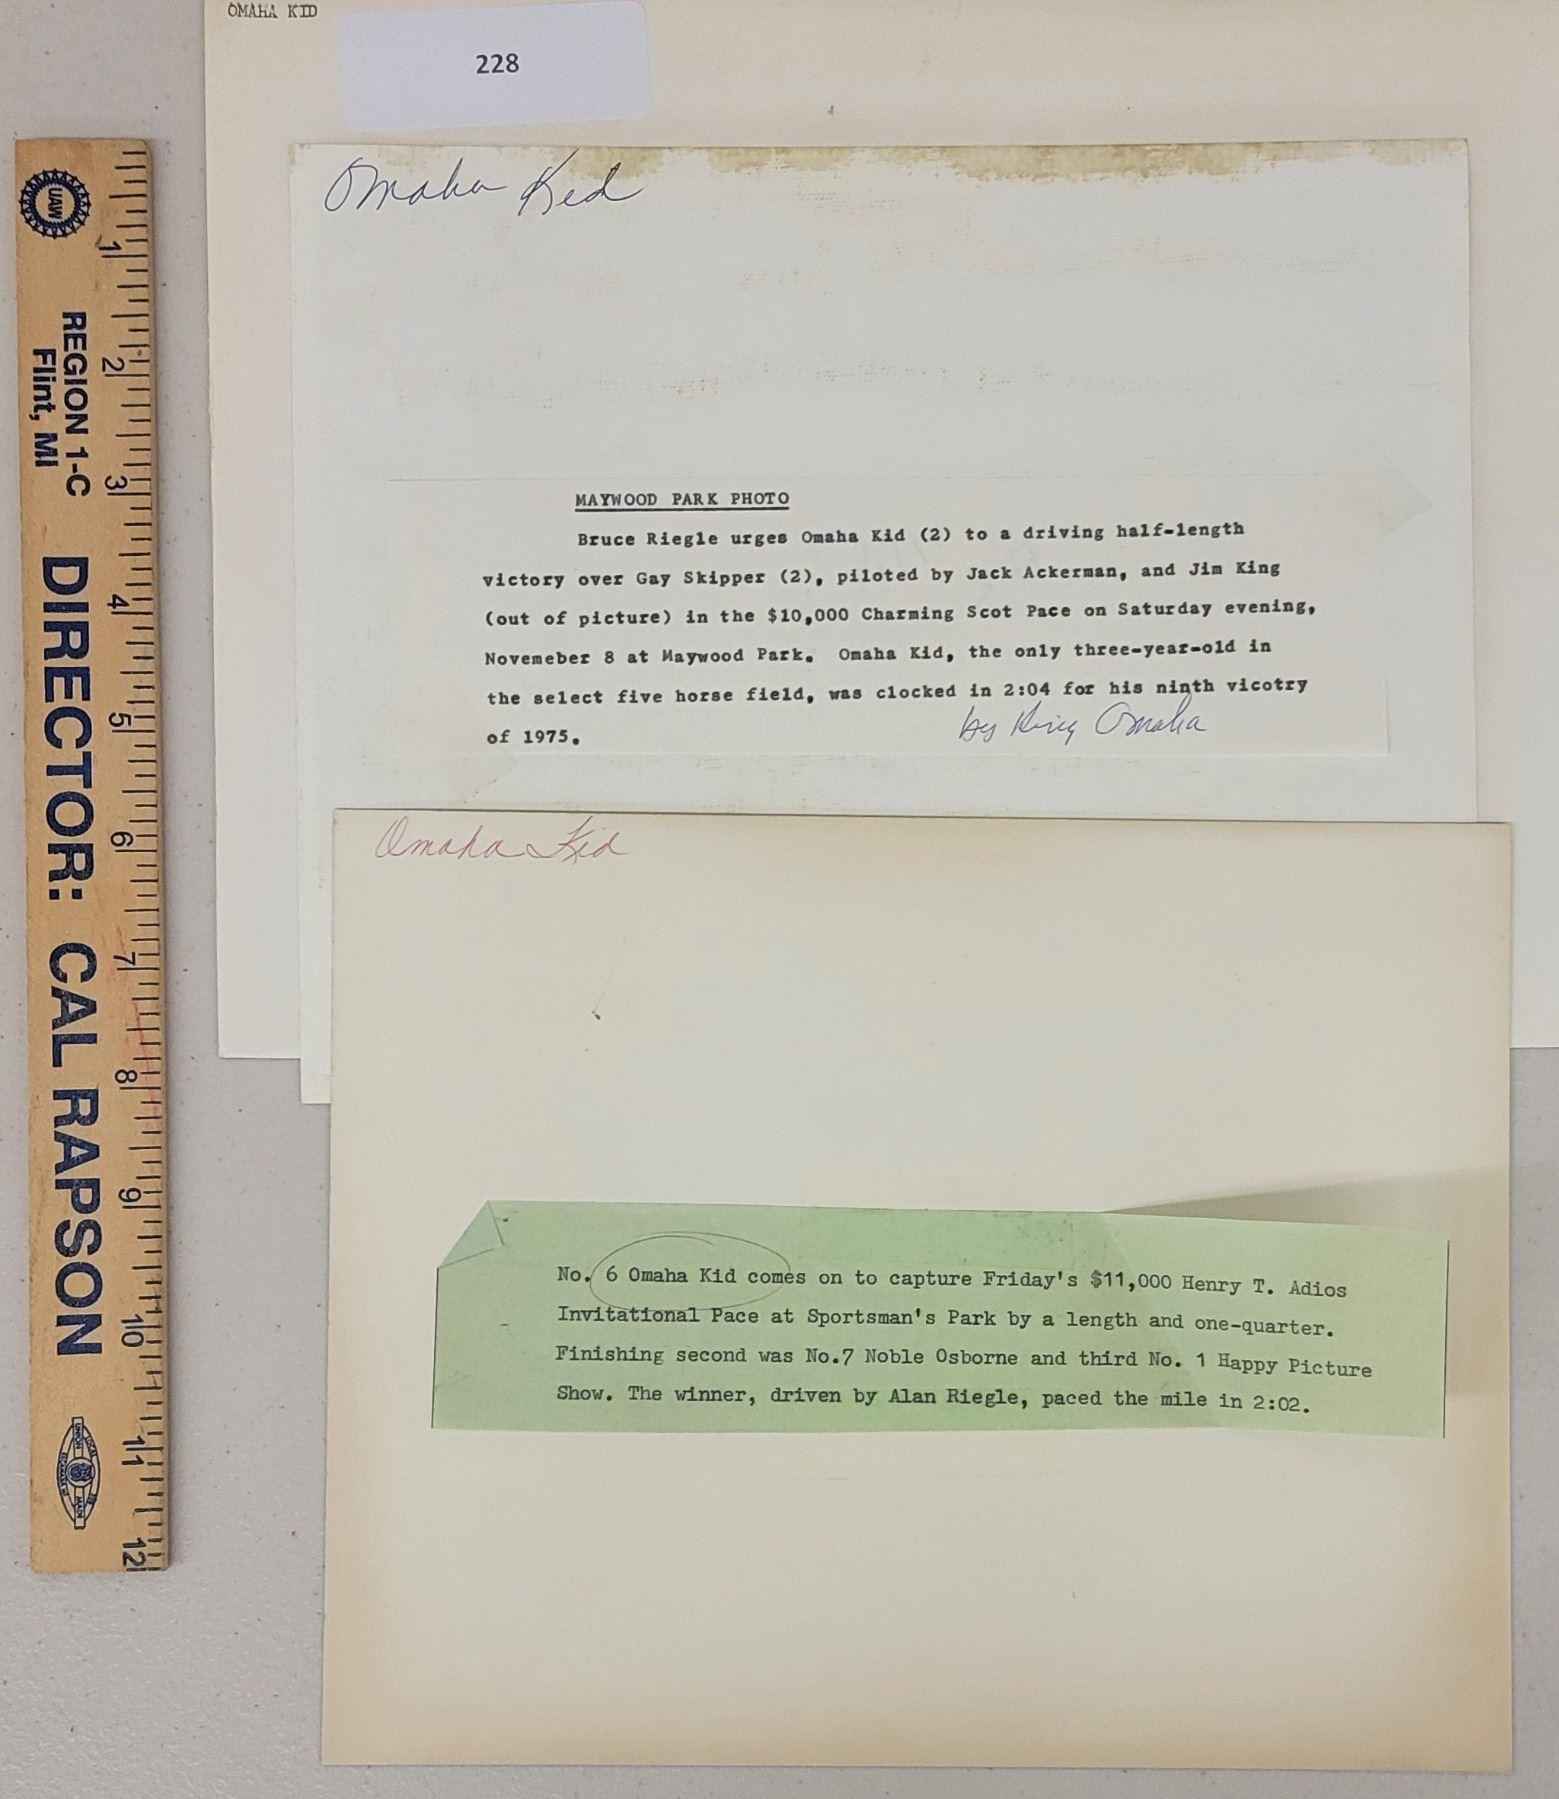 OMAHA KID
228
Omaha Kid
MAYWOOD PARK PHOTO
Bruce Riegle urges Omaha Kid (2) to a driving half-length
victory over Gay Skipper (2), piloted by Jack Ackerman, and Jim King
(out of picture) in the $10,000 Charming Scot Pace on Saturday evening,
Novemeber 8 at Maywood Park. Omaha Kid, the only three-year-old in
the select five horse field, was clocked in 2:04 for his ninth vicotry
of 1975.
by King Omaha
Omaha Kid
No. 6 Omaha Kid comes on to capture Friday's $11,000 Henry T. Adios
Invitational Pace at Sportsman's Park by a length and one-quarter.
Finishing second was No.7 Noble Osborne and third No. 1 Happy Picture
Show. The winner, driven by Alan Riegle, paced the mile in 2:02.
UAW
REGION 1-C
Flint, MI
DIRECTOR: CAL RAPSON
1 2 3 4 5 6 7 8 9 10 11 12